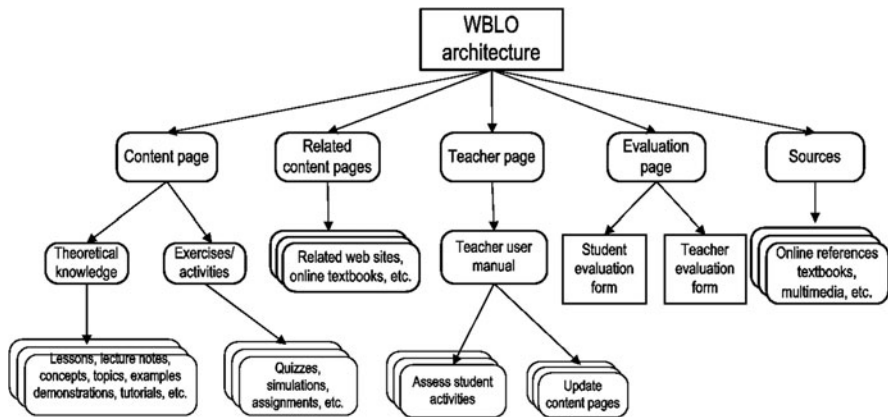 WBLO
architecture
Content page
Related
content pages
Teacher page
Evaluation
page
Sources
Theoretical
knowledge
Exercises/
activities
Related web sites,
online textbooks, etc.
Teacher user
manual
Student
evaluation
form
Teacher
evaluation
form
Online references
textbooks,
multimedia, etc.
Lessons, lecture notes,
concepts, topics, examples
demonstrations, tutorials, etc.
Quizzes,
simulations,
assignments, etc.
Assess student
activities
Update
content pages